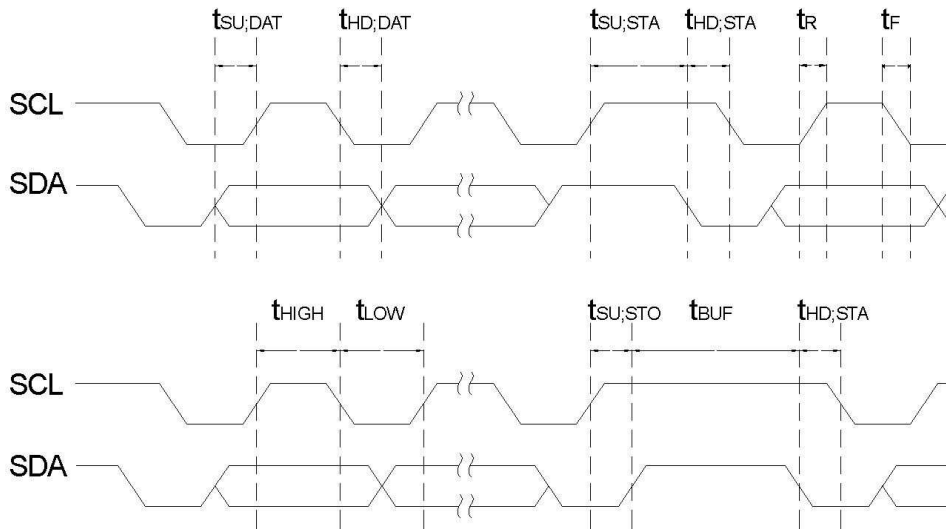 tSU;DAT tHD;DAT tSU;STA tHD;STA tR tF
SCL
SDA
tHIGH tLOW tSU;STO tBUF tHD;STA
SCL
SDA